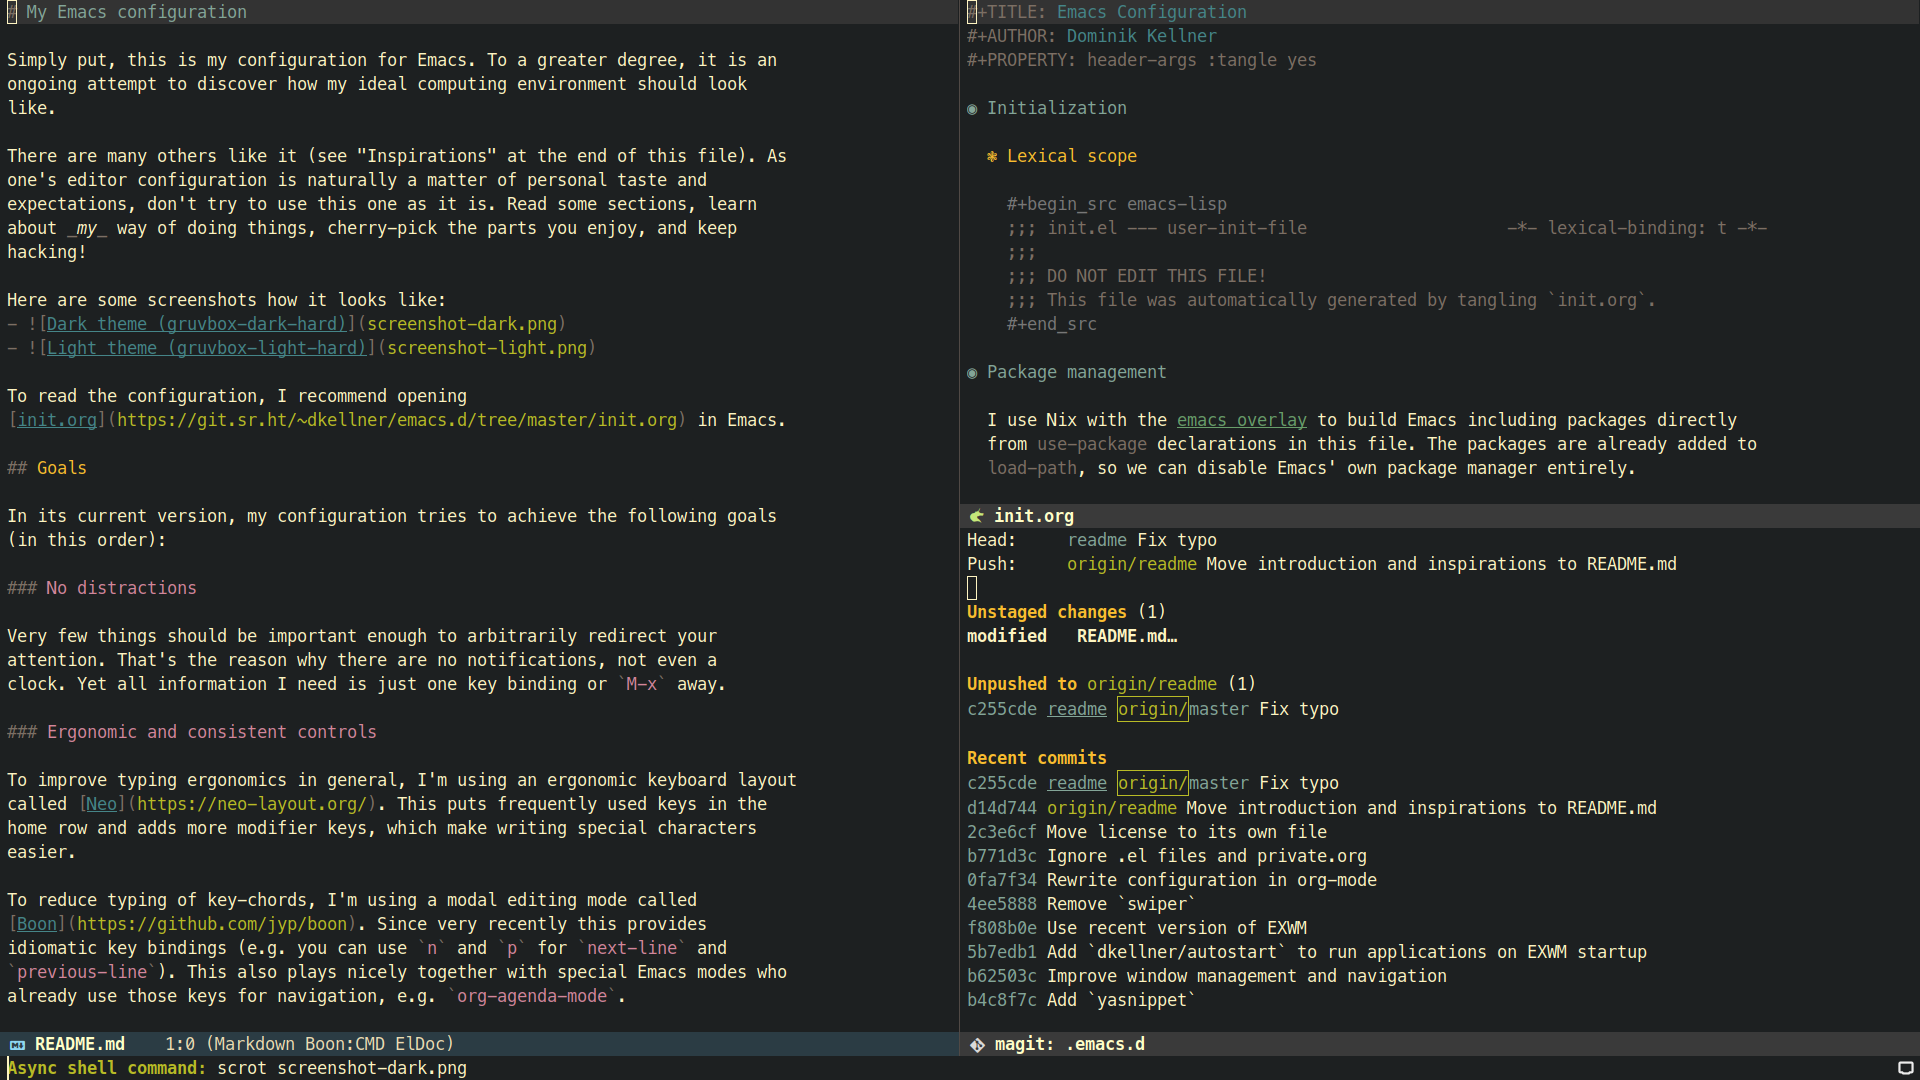 # My Emacs configuration

Simply put, this is my configuration for Emacs. To a greater degree, it is an
ongoing attempt to discover how my ideal computing environment should look
like.

There are many others like it (see "Inspirations" at the end of this file). As
one's editor configuration is naturally a matter of personal taste and
expectations, don't try to use this one as it is. Read some sections, learn
about _my_ way of doing things, cherry-pick the parts you enjoy, and keep
hacking!

Here are some screenshots how it looks like:
- ![Dark theme (gruvbox-dark-hard)](screenshot-dark.png)
- ![Light theme (gruvbox-light-hard)](screenshot-light.png)

To read the configuration, I recommend opening
[init.org](https://git.sr.ht/~dkellner/emacs.d/tree/master/init.org) in Emacs.

## Goals

In its current version, my configuration tries to achieve the following goals
(in this order):

### No distractions

Very few things should be important enough to arbitrarily redirect your
attention. That's the reason why there are no notifications, not even a
clock. Yet all information I need is just one key binding or `M-x` away.

### Ergonomic and consistent controls

To improve typing ergonomics in general, I'm using an ergonomic keyboard layout
called [Neo](https://neo-layout.org/). This puts frequently used keys in the
home row and adds more modifier keys, which make writing special characters
easier.

To reduce typing of key-chords, I'm using a modal editing mode called
[Boon](https://github.com/jyp/boon). Since very recently this provides
idiomatic key bindings (e.g. you can use `n` and `p` for `next-line` and
`previous-line`). This also plays nicely together with special Emacs modes who
already use those keys for navigation, e.g. `org-agenda-mode`.

README.md    1:0 (Markdown Boon:CMD ElDoc)
#+TITLE: Emacs Configuration
#+AUTHOR: Dominik Kellner
#+PROPERTY: header-args :tangle yes

◉ Initialization

❃ Lexical scope

#+begin_src emacs-lisp
;;; init.el --- user-init-file                    -*- lexical-binding: t -*-
;;;
;;; DO NOT EDIT THIS FILE!
;;; This file was automatically generated by tangling `init.org`.
#+end_src

◉ Package management

I use Nix with the emacs overlay to build Emacs including packages directly
from use-package declarations in this file. The packages are already added to
load-path, so we can disable Emacs' own package manager entirely.

init.org
Head:     readme Fix typo
Push:     origin/readme Move introduction and inspirations to README.md

Unstaged changes (1)
modified   README.md…

Unpushed to origin/readme (1)
c255cde readme origin/master Fix typo

Recent commits
c255cde readme origin/master Fix typo
d14d744 origin/readme Move introduction and inspirations to README.md
2c3e6cf Move license to its own file
b771d3c Ignore .el files and private.org
0fa7f34 Rewrite configuration in org-mode
4ee5888 Remove `swiper`
f808b0e Use recent version of EXWM
5b7edb1 Add `dkellner/autostart` to run applications on EXWM startup
b62503c Improve window management and navigation
b4c8f7c Add `yasnippet`

magit: .emacs.d
Async shell command: scrot screenshot-dark.png